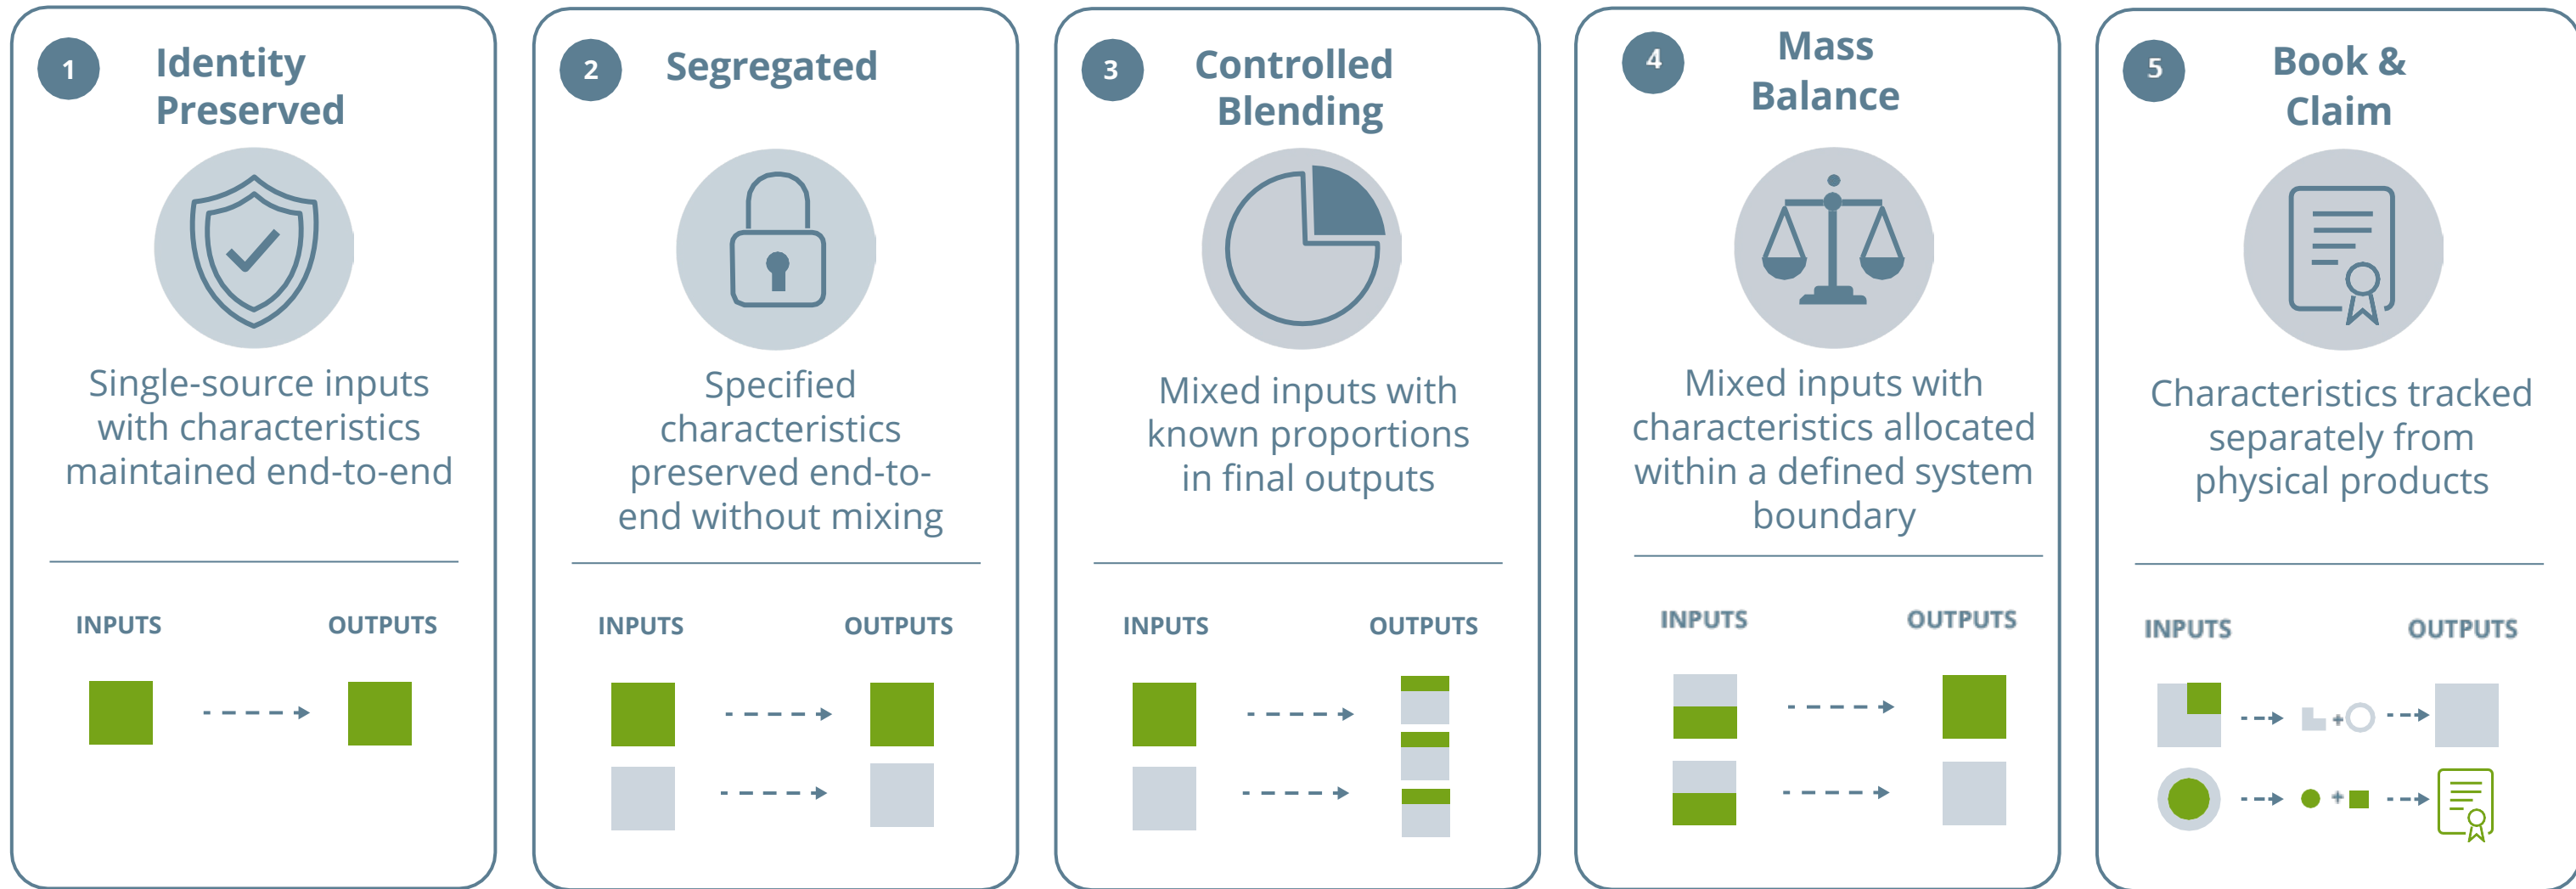 1
Identity
Preserved
Single-source inputs
with characteristics
maintained end-to-end
INPUTS
OUTPUTS
2
Segregated
Specified
characteristics
preserved end-to-
end without mixing
INPUTS
OUTPUTS
3
Controlled
Blending
Mixed inputs with
known proportions
in final outputs
INPUTS
OUTPUTS
4
Mass
Balance
Mixed inputs with
characteristics allocated
within a defined system
boundary
INPUTS
OUTPUTS
5
Book &
Claim
Characteristics tracked
separately from
physical products
INPUTS
OUTPUTS
+
+